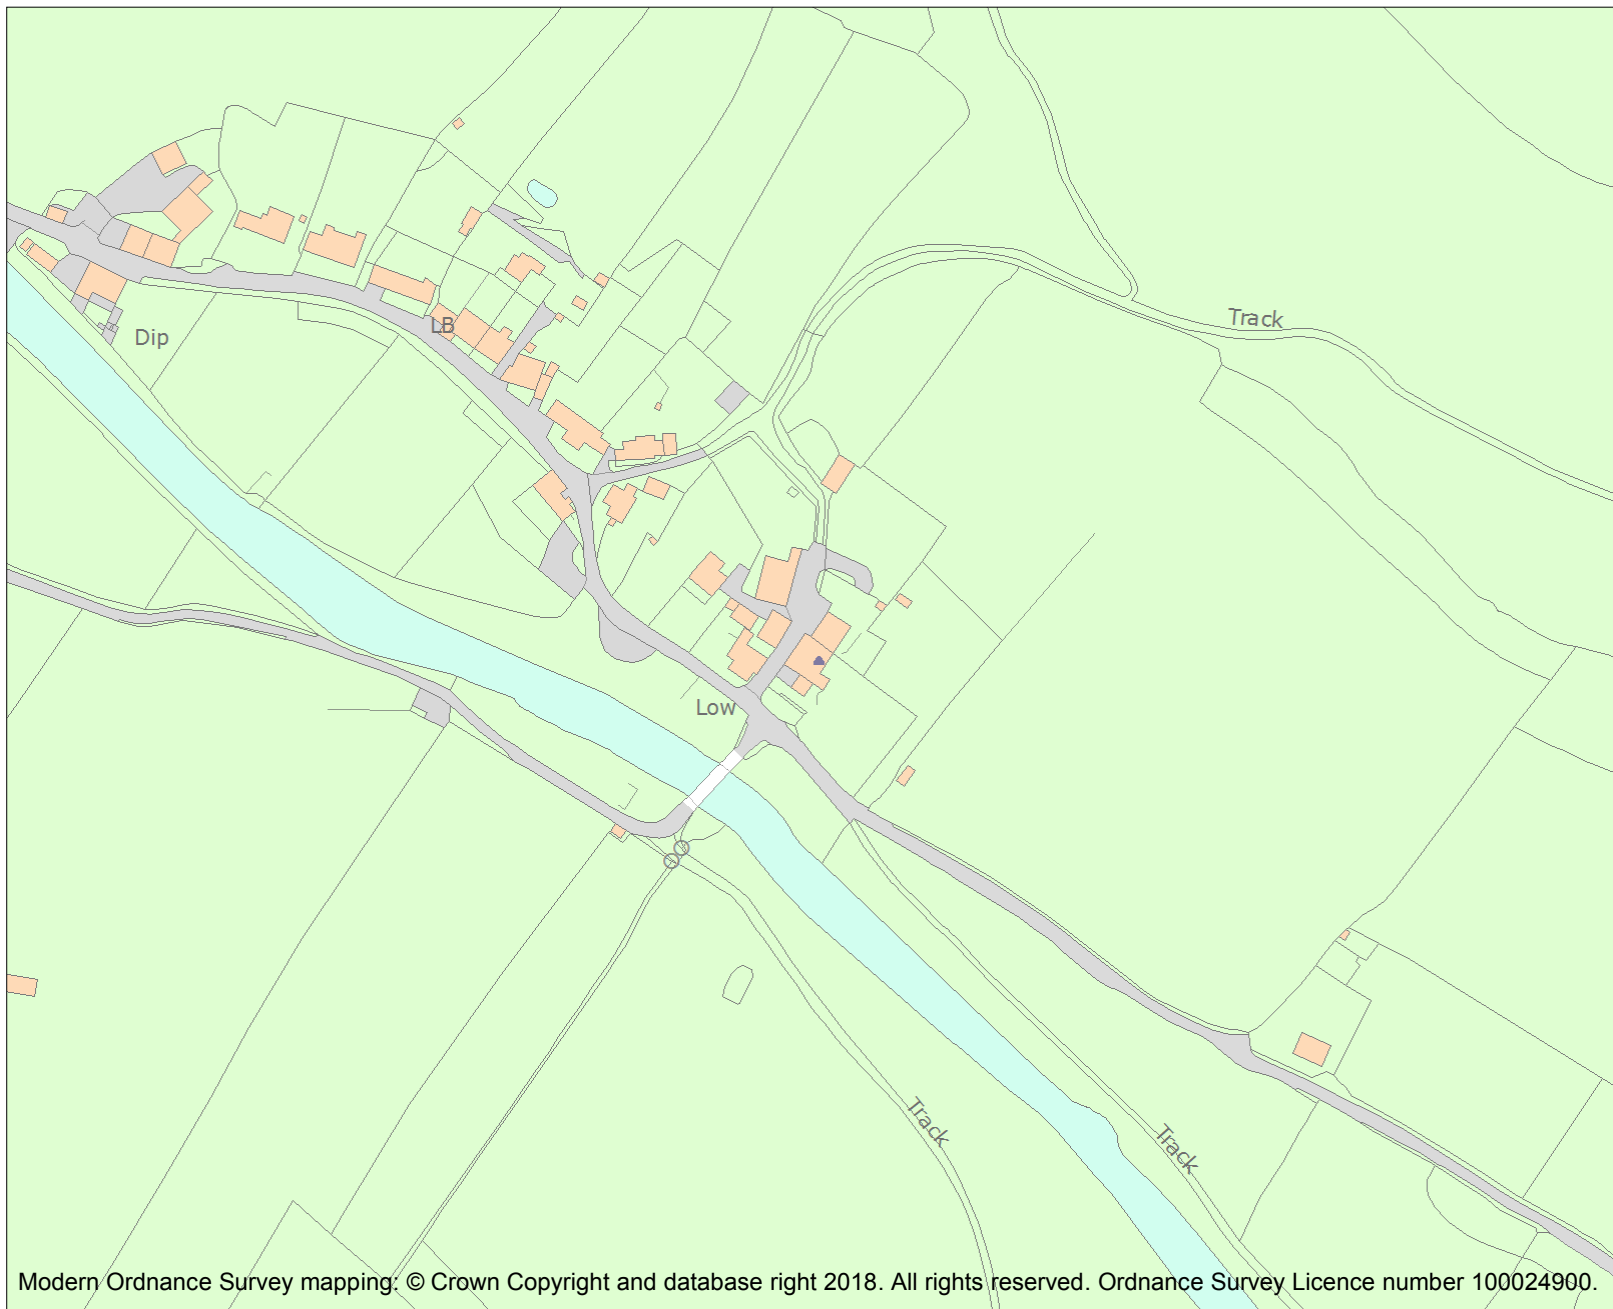 Track
LB
Dip
Low
Track
Track
Modern Ordnance Survey mapping: © Crown Copyright and database right 2018. All rights reserved. Ordnance Survey Licence number 100024900.